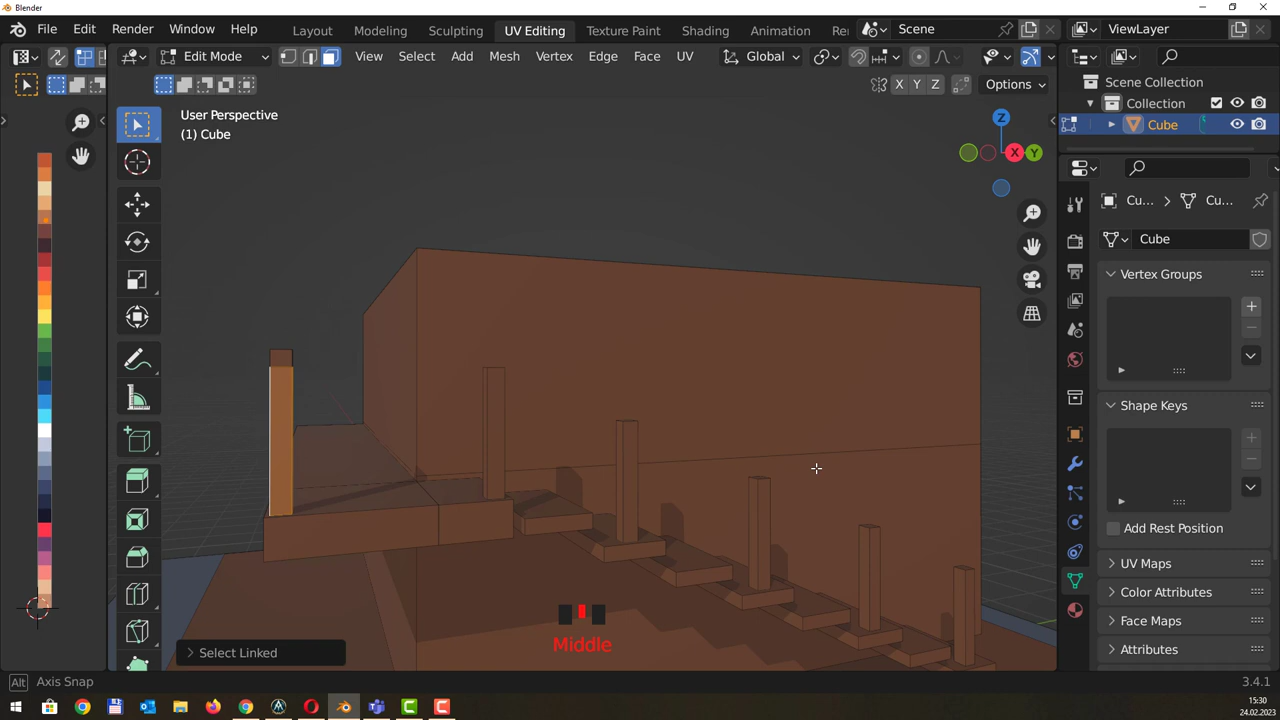 Blender
File Edit Render Window Help Layout Modeling Sculpting UV Editing Texture Paint Shading Animation Re Scene ViewLayer
Edit Mode View Select Add Mesh Vertex Edge Face UV Global
X Y Z Options
User Perspective
(1) Cube
Z
X Y
Scene Collection
Collection
Cube
Cu... > Cu...
Cube
Vertex Groups
Shape Keys
Add Rest Position
UV Maps
Color Attributes
Face Maps
Attributes
Middle
> Select Linked
Alt Axis Snap 3.4.1
15:30
24.02.2023